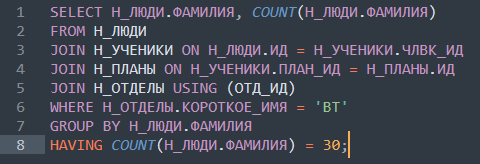 1 SELECT Н_ЛЮДИ.ФАМИЛИЯ, COUNT(Н_ЛЮДИ.ФАМИЛИЯ)
2 FROM Н_ЛЮДИ
3 JOIN Н_УЧЕНИКИ ON Н_ЛЮДИ.ИД = Н_УЧЕНИКИ.ЧЛВК_ИД
4 JOIN Н_ПЛАНЫ ON Н_УЧЕНИКИ.ПЛАН_ИД = Н_ПЛАНЫ.ИД
5 JOIN Н_ОТДЕЛЫ USING (ОТД_ИД)
6 WHERE Н_ОТДЕЛЫ.КОРОТКОЕ_ИМЯ = 'ВТ'
7 GROUP BY Н_ЛЮДИ.ФАМИЛИЯ
8 HAVING COUNT(Н_ЛЮДИ.ФАМИЛИЯ) = 30;